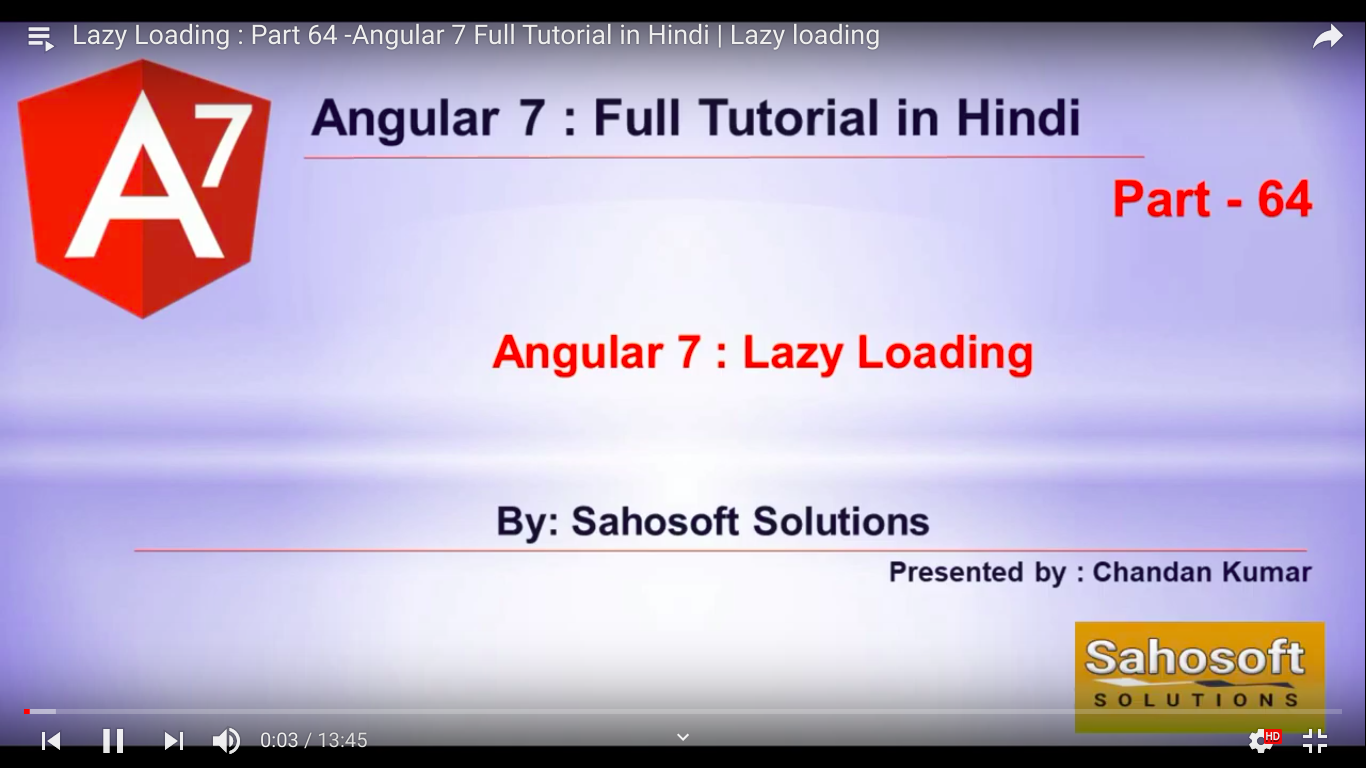 Lazy Loading : Part 64 -Angular 7 Full Tutorial in Hindi | Lazy loading
A7
Angular 7 : Full Tutorial in Hindi
Part - 64
Angular 7 : Lazy Loading
By: Sahosoft Solutions
Presented by : Chandan Kumar
Sahosoft
SOLUTIONS
0:03 / 13:45
HD